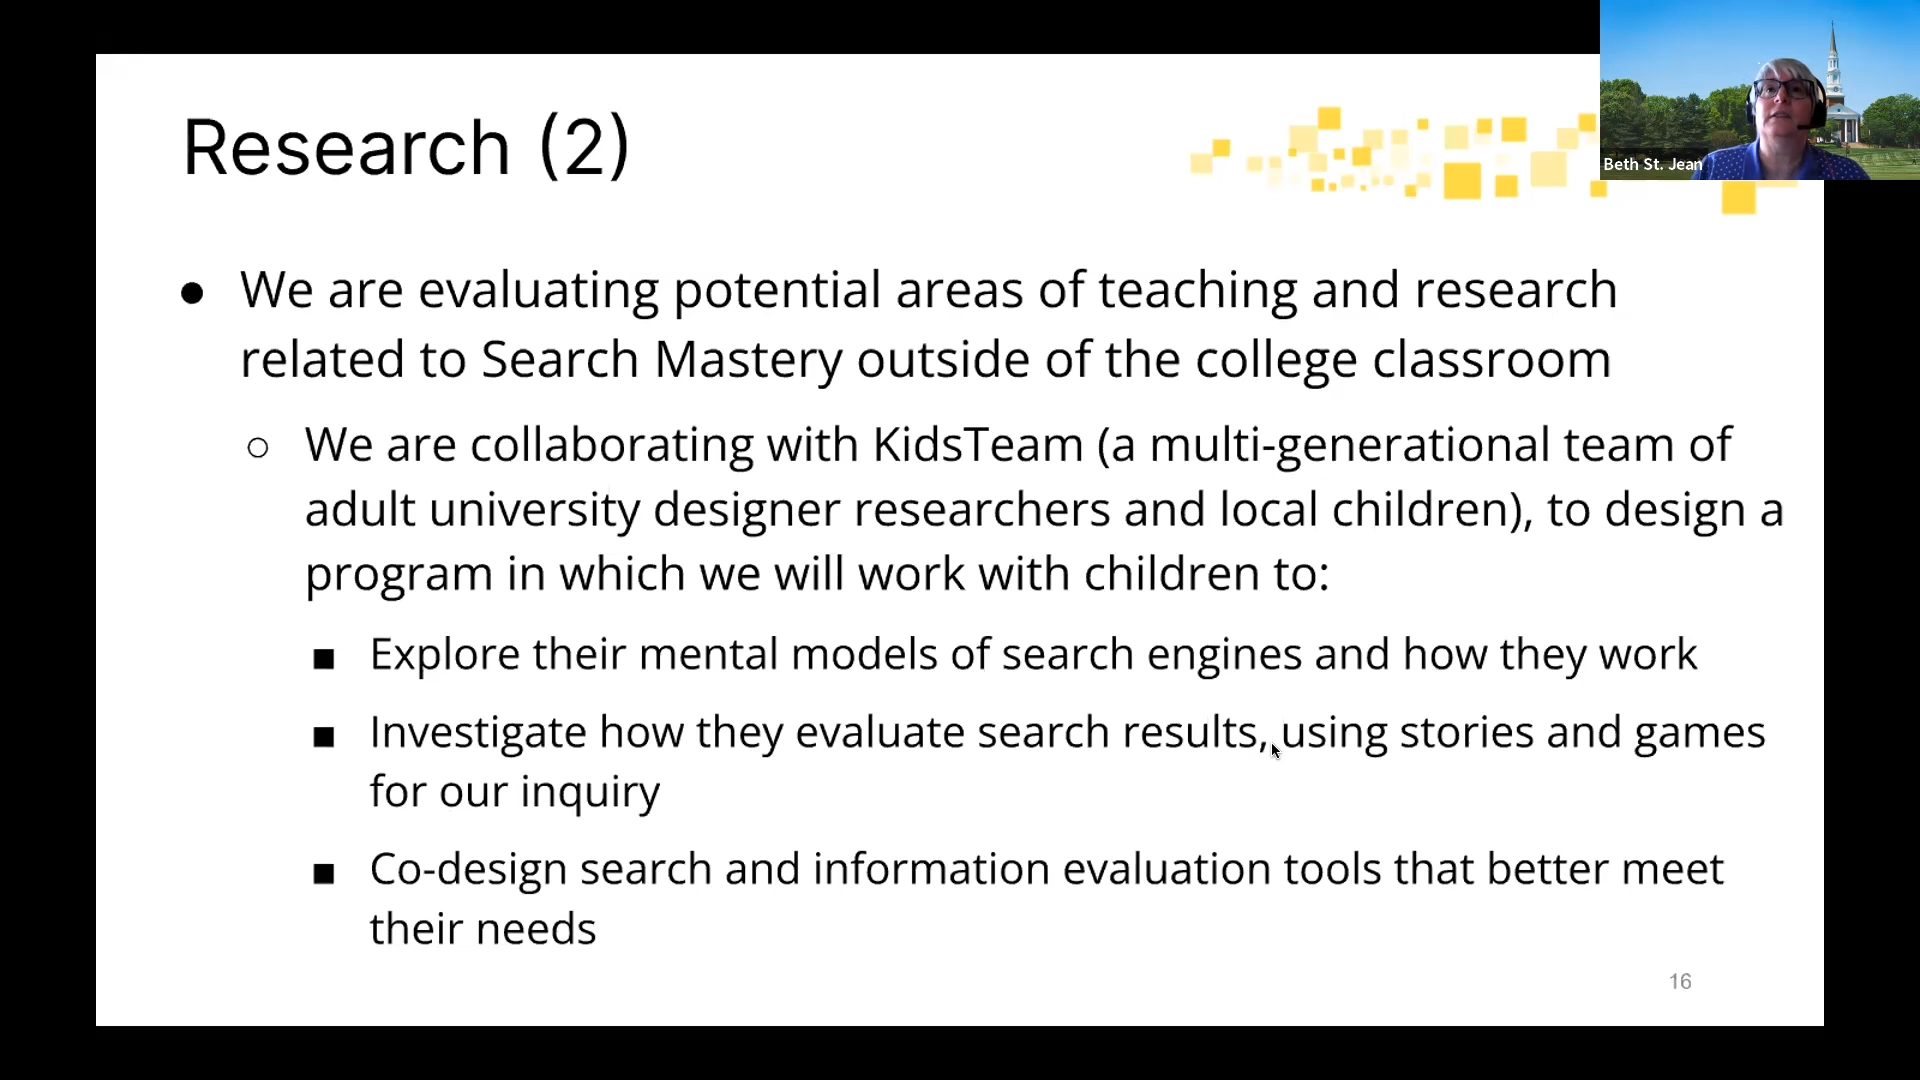 Research (2)
Beth St. Jean
● We are evaluating potential areas of teaching and research
related to Search Mastery outside of the college classroom
○ We are collaborating with KidsTeam (a multi-generational team of
adult university designer researchers and local children), to design a
program in which we will work with children to:
■ Explore their mental models of search engines and how they work
■ Investigate how they evaluate search results, using stories and games
for our inquiry
■ Co-design search and information evaluation tools that better meet
their needs
16